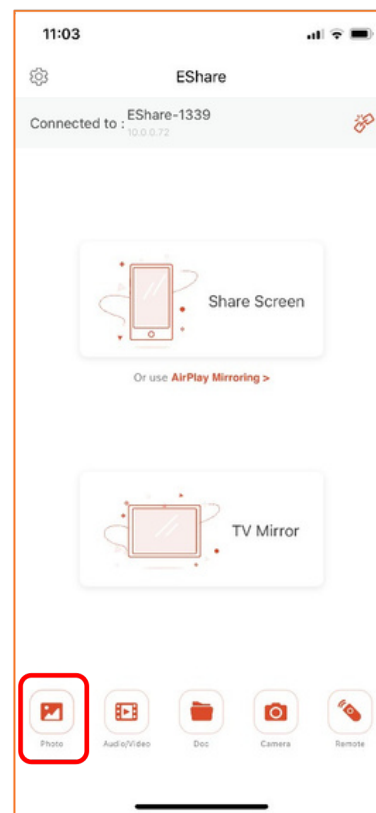 11:03
EShare
Connected to : EShare-1339
10.0.0.72
Share Screen
Or use AirPlay Mirroring >
TV Mirror
Photo Audio/Video Doc Camera Remote